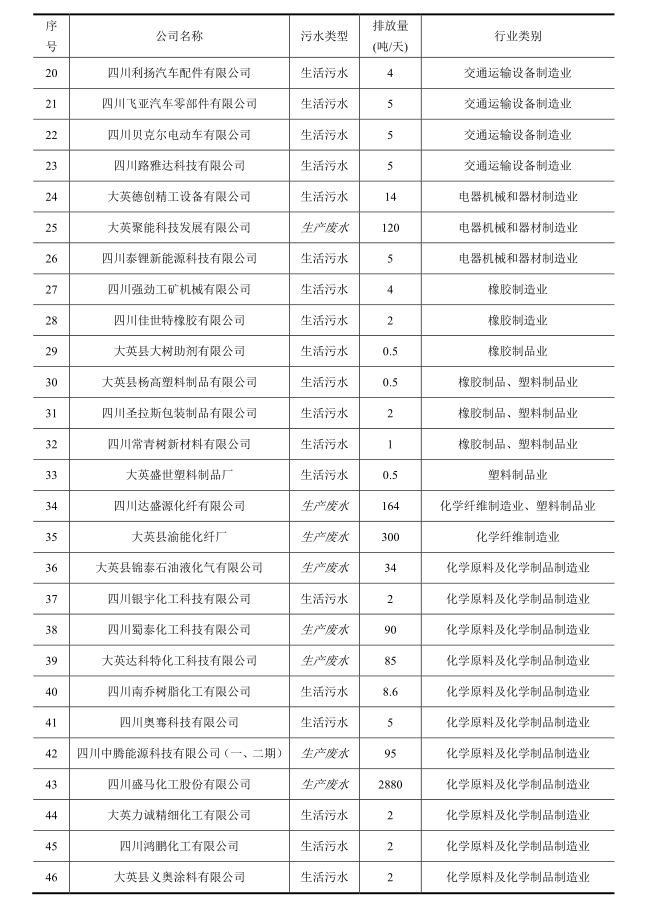 序号 公司名称 污水类型 排放量(吨/天) 行业类别
20 四川利扬汽车配件有限公司 生活污水 4 交通运输设备制造业
21 四川飞亚汽车零部件有限公司 生活污水 5 交通运输设备制造业
22 四川贝克尔电动车有限公司 生活污水 5 交通运输设备制造业
23 四川路雅达科技有限公司 生活污水 5 交通运输设备制造业
24 大英德创精工设备有限公司 生活污水 14 电器机械和器材制造业
25 大英聚能科技发展有限公司 生产废水 120 电器机械和器材制造业
26 四川泰锂新能源科技有限公司 生活污水 5 电器机械和器材制造业
27 四川强劲工矿机械有限公司 生活污水 4 橡胶制造业
28 四川佳世特橡胶有限公司 生活污水 2 橡胶制造业
29 大英县大树助剂有限公司 生活污水 0.5 橡胶制品业
30 大英县杨高塑料制品有限公司 生活污水 0.5 橡胶制品、塑料制品业
31 四川圣拉斯包装制品有限公司 生活污水 2 橡胶制品、塑料制品业
32 四川常青树新材料有限公司 生活污水 1 橡胶制品、塑料制品业
33 大英盛世塑料制品厂 生活污水 0.5 塑料制品业
34 四川达盛源化纤有限公司 生产废水 164 化学纤维制造业、塑料制品业
35 大英县渝能化纤厂 生产废水 300 化学纤维制造业
36 大英县锦泰石油液化气有限公司 生产废水 34 化学原料及化学制品制造业
37 四川银宇化工科技有限公司 生活污水 2 化学原料及化学制品制造业
38 四川蜀泰化工科技有限公司 生产废水 90 化学原料及化学制品制造业
39 大英达科特化工科技有限公司 生产废水 85 化学原料及化学制品制造业
40 四川南乔树脂化工有限公司 生活污水 8.6 化学原料及化学制品制造业
41 四川奥骞科技有限公司 生活污水 5 化学原料及化学制品制造业
42 四川中腾能源科技有限公司（一、二期） 生产废水 95 化学原料及化学制品制造业
43 四川盛马化工股份有限公司 生产废水 2880 化学原料及化学制品制造业
44 大英力诚精细化工有限公司 生活污水 2 化学原料及化学制品制造业
45 四川鸿鹏化工有限公司 生活污水 2 化学原料及化学制品制造业
46 大英县义奥涂料有限公司 生活污水 2 化学原料及化学制品制造业